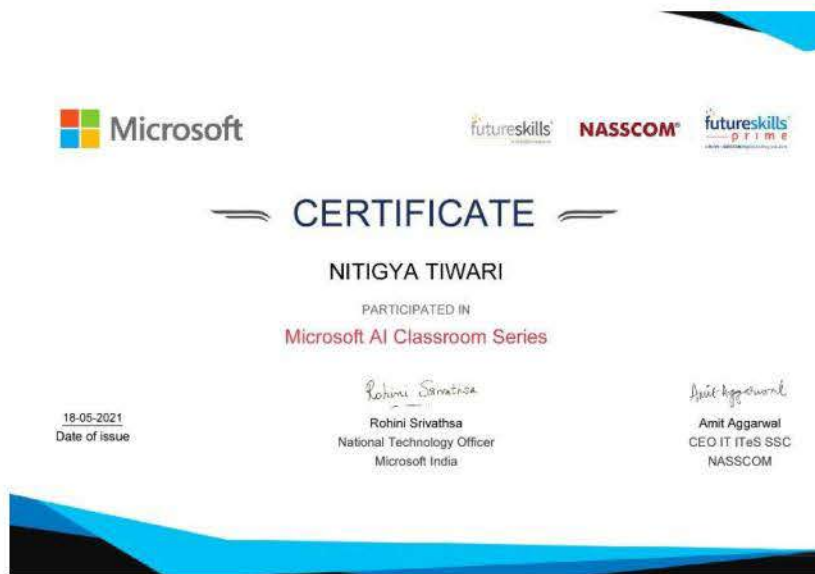 Microsoft
futureskills
NASSCOM®
futureskills
prime
CERTIFICATE
NITIGYA TIWARI
PARTICIPATED IN
Microsoft AI Classroom Series
Rohini Srivathsa
18-05-2021
Date of issue
Rohini Srivathsa
National Technology Officer
Microsoft India
Amit Aggarwal
Amit Aggarwal
CEO IT ITeS SSC
NASSCOM